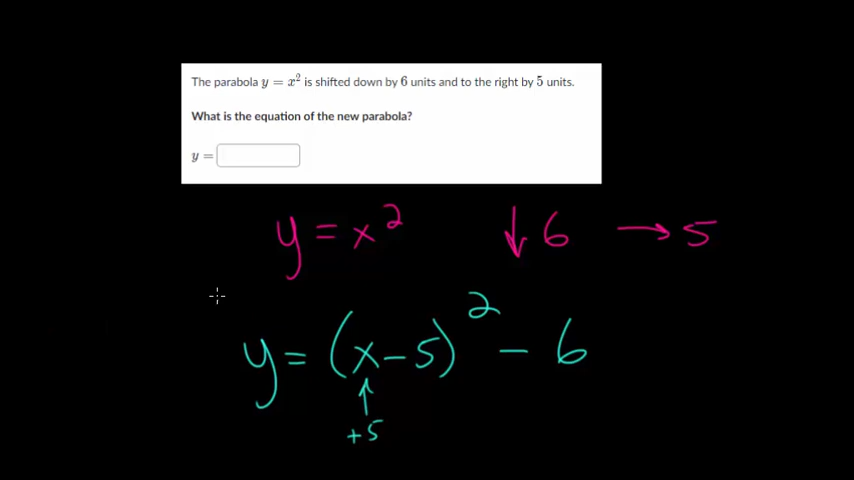 The parabola y = x² is shifted down by 6 units and to the right by 5 units.
What is the equation of the new parabola?
y =
y = x² ↓ 6 → 5
y = (x - 5)² - 6
↑
+5